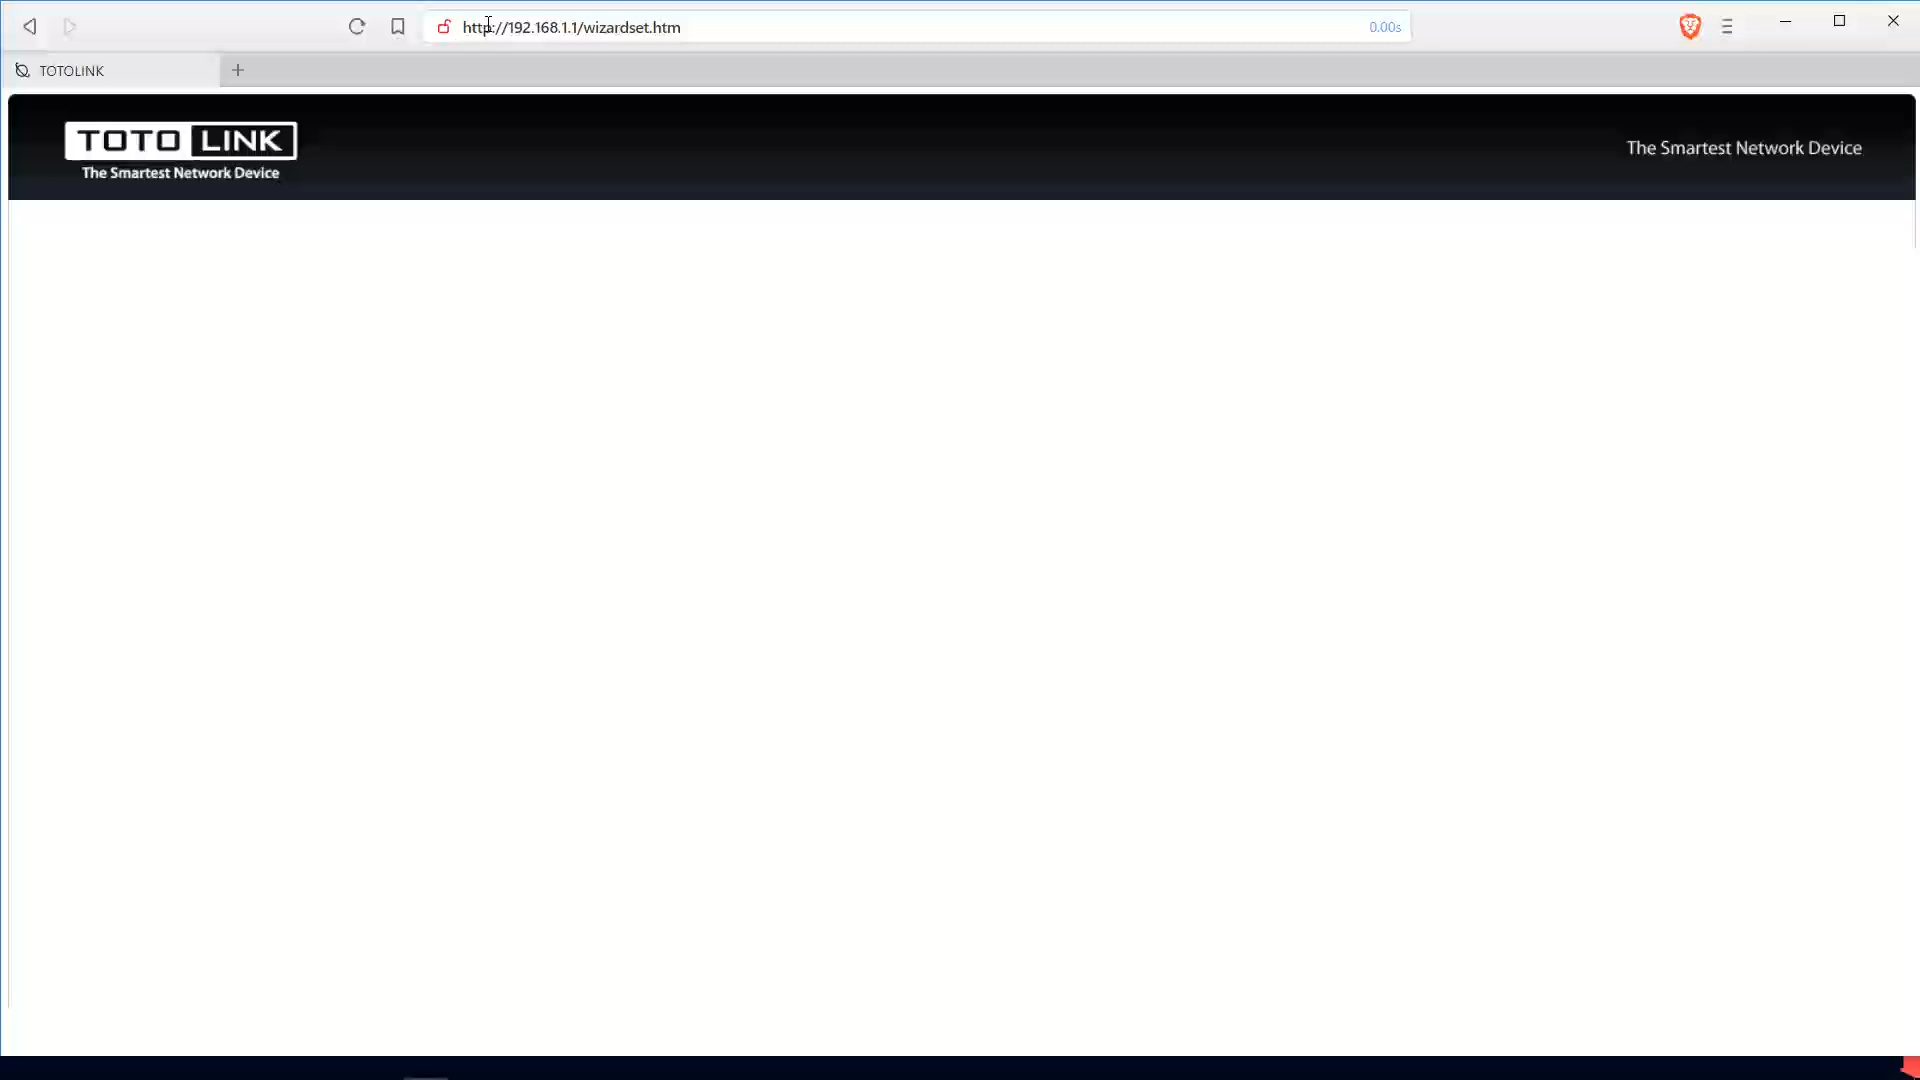 http://192.168.1.1/wizardset.htm
0.00s
TOTOLINK
TOTO LINK
The Smartest Network Device
The Smartest Network Device